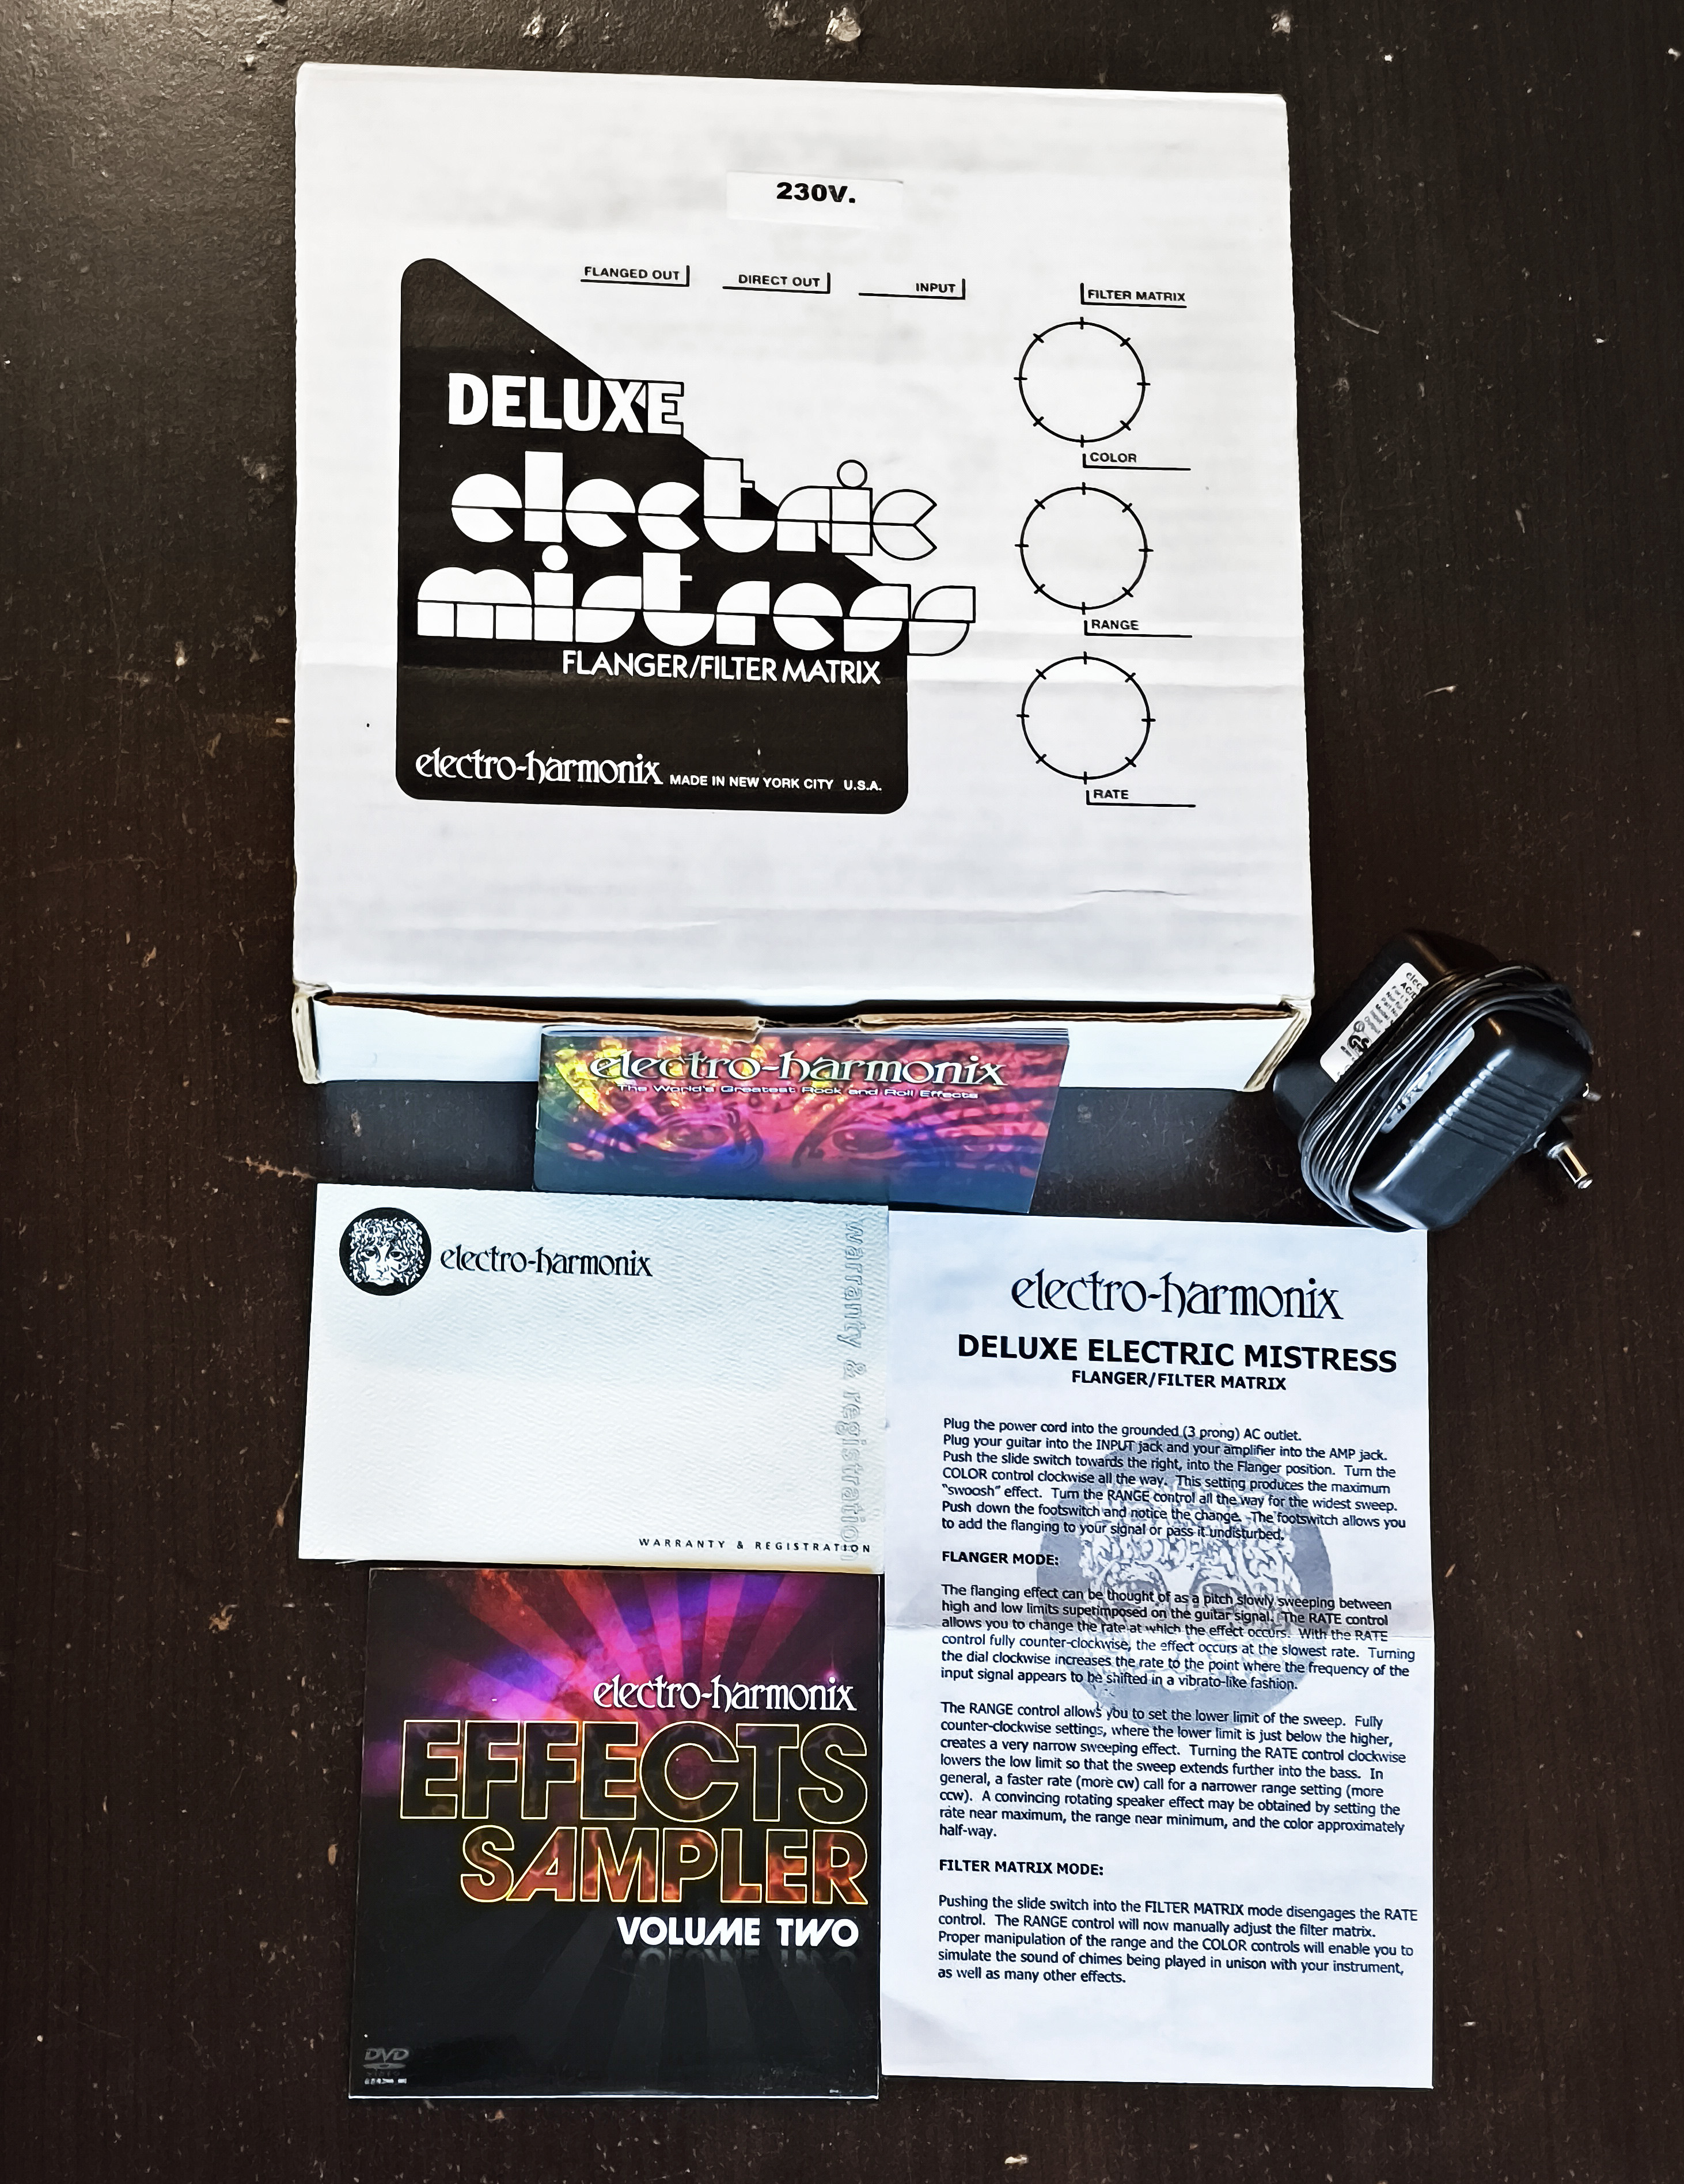 230V.
FLANGED OUT
DIRECT OUT
INPUT
FILTER MATRIX
COLOR
RANGE
RATE
DELUXE
electric
mistress
FLANGER/FILTER MATRIX
electro-harmonix MADE IN NEW YORK CITY U.S.A.
electro-harmonix
The World's Greatest Rock and Roll Effects
electro-harmonix
warranty & registration
WARRANTY & REGISTRATION
electro-harmonix
DELUXE ELECTRIC MISTRESS
FLANGER/FILTER MATRIX
Plug the power cord into the grounded (3 prong) AC outlet.
Plug your guitar into the INPUT jack and your amplifier into the AMP jack.
Push the slide switch towards the right, into the Flanger position. Turn the
COLOR control clockwise all the way. This setting produces the maximum
"swoosh" effect. Turn the RANGE control all the way for the widest sweep.
Push down the footswitch and notice the change. The footswitch allows you
to add the flanging to your signal or pass it undisturbed.
FLANGER MODE:
The flanging effect can be thought of as a pitch slowly sweeping between
high and low limits superimposed on the guitar signal. The RATE control
allows you to change the rate at which the effect occurs. With the RATE
control fully counter-clockwise, the effect occurs at the slowest rate. Turning
the dial clockwise increases the rate to the point where the frequency of the
input signal appears to be shifted in a vibrato-like fashion.
The RANGE control allows you to set the lower limit of the sweep. Fully
counter-clockwise settings, where the lower limit is just below the higher,
creates a very narrow sweeping effect. Turning the RATE control clockwise
lowers the low limit so that the sweep extends further into the bass. In
general, a faster rate (more cw) call for a narrower range setting (more
ccw). A convincing rotating speaker effect may be obtained by setting the
rate near maximum, the range near minimum, and the color approximately
half-way.
FILTER MATRIX MODE:
Pushing the slide switch into the FILTER MATRIX mode disengages the RATE
control. The RANGE control will now manually adjust the filter matrix.
Proper manipulation of the range and the COLOR controls will enable you to
simulate the sound of chimes being played in unison with your instrument,
as well as many other effects.
electro-harmonix
EFFECTS
SAMPLER
VOLUME TWO
DVD
VIDEO